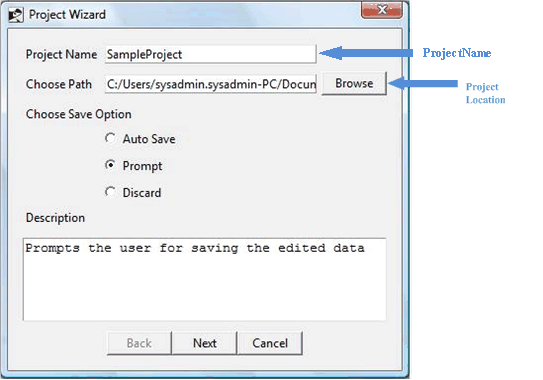 Project Wizard
Project Name SampleProject ProjectName
Choose Path C:/Users/sysadmin.sysadmin-PC/Docun Browse
Project
Location
Choose Save Option
Auto Save
Prompt
Discard
Description
Prompts the user for saving the edited data
Back Next Cancel